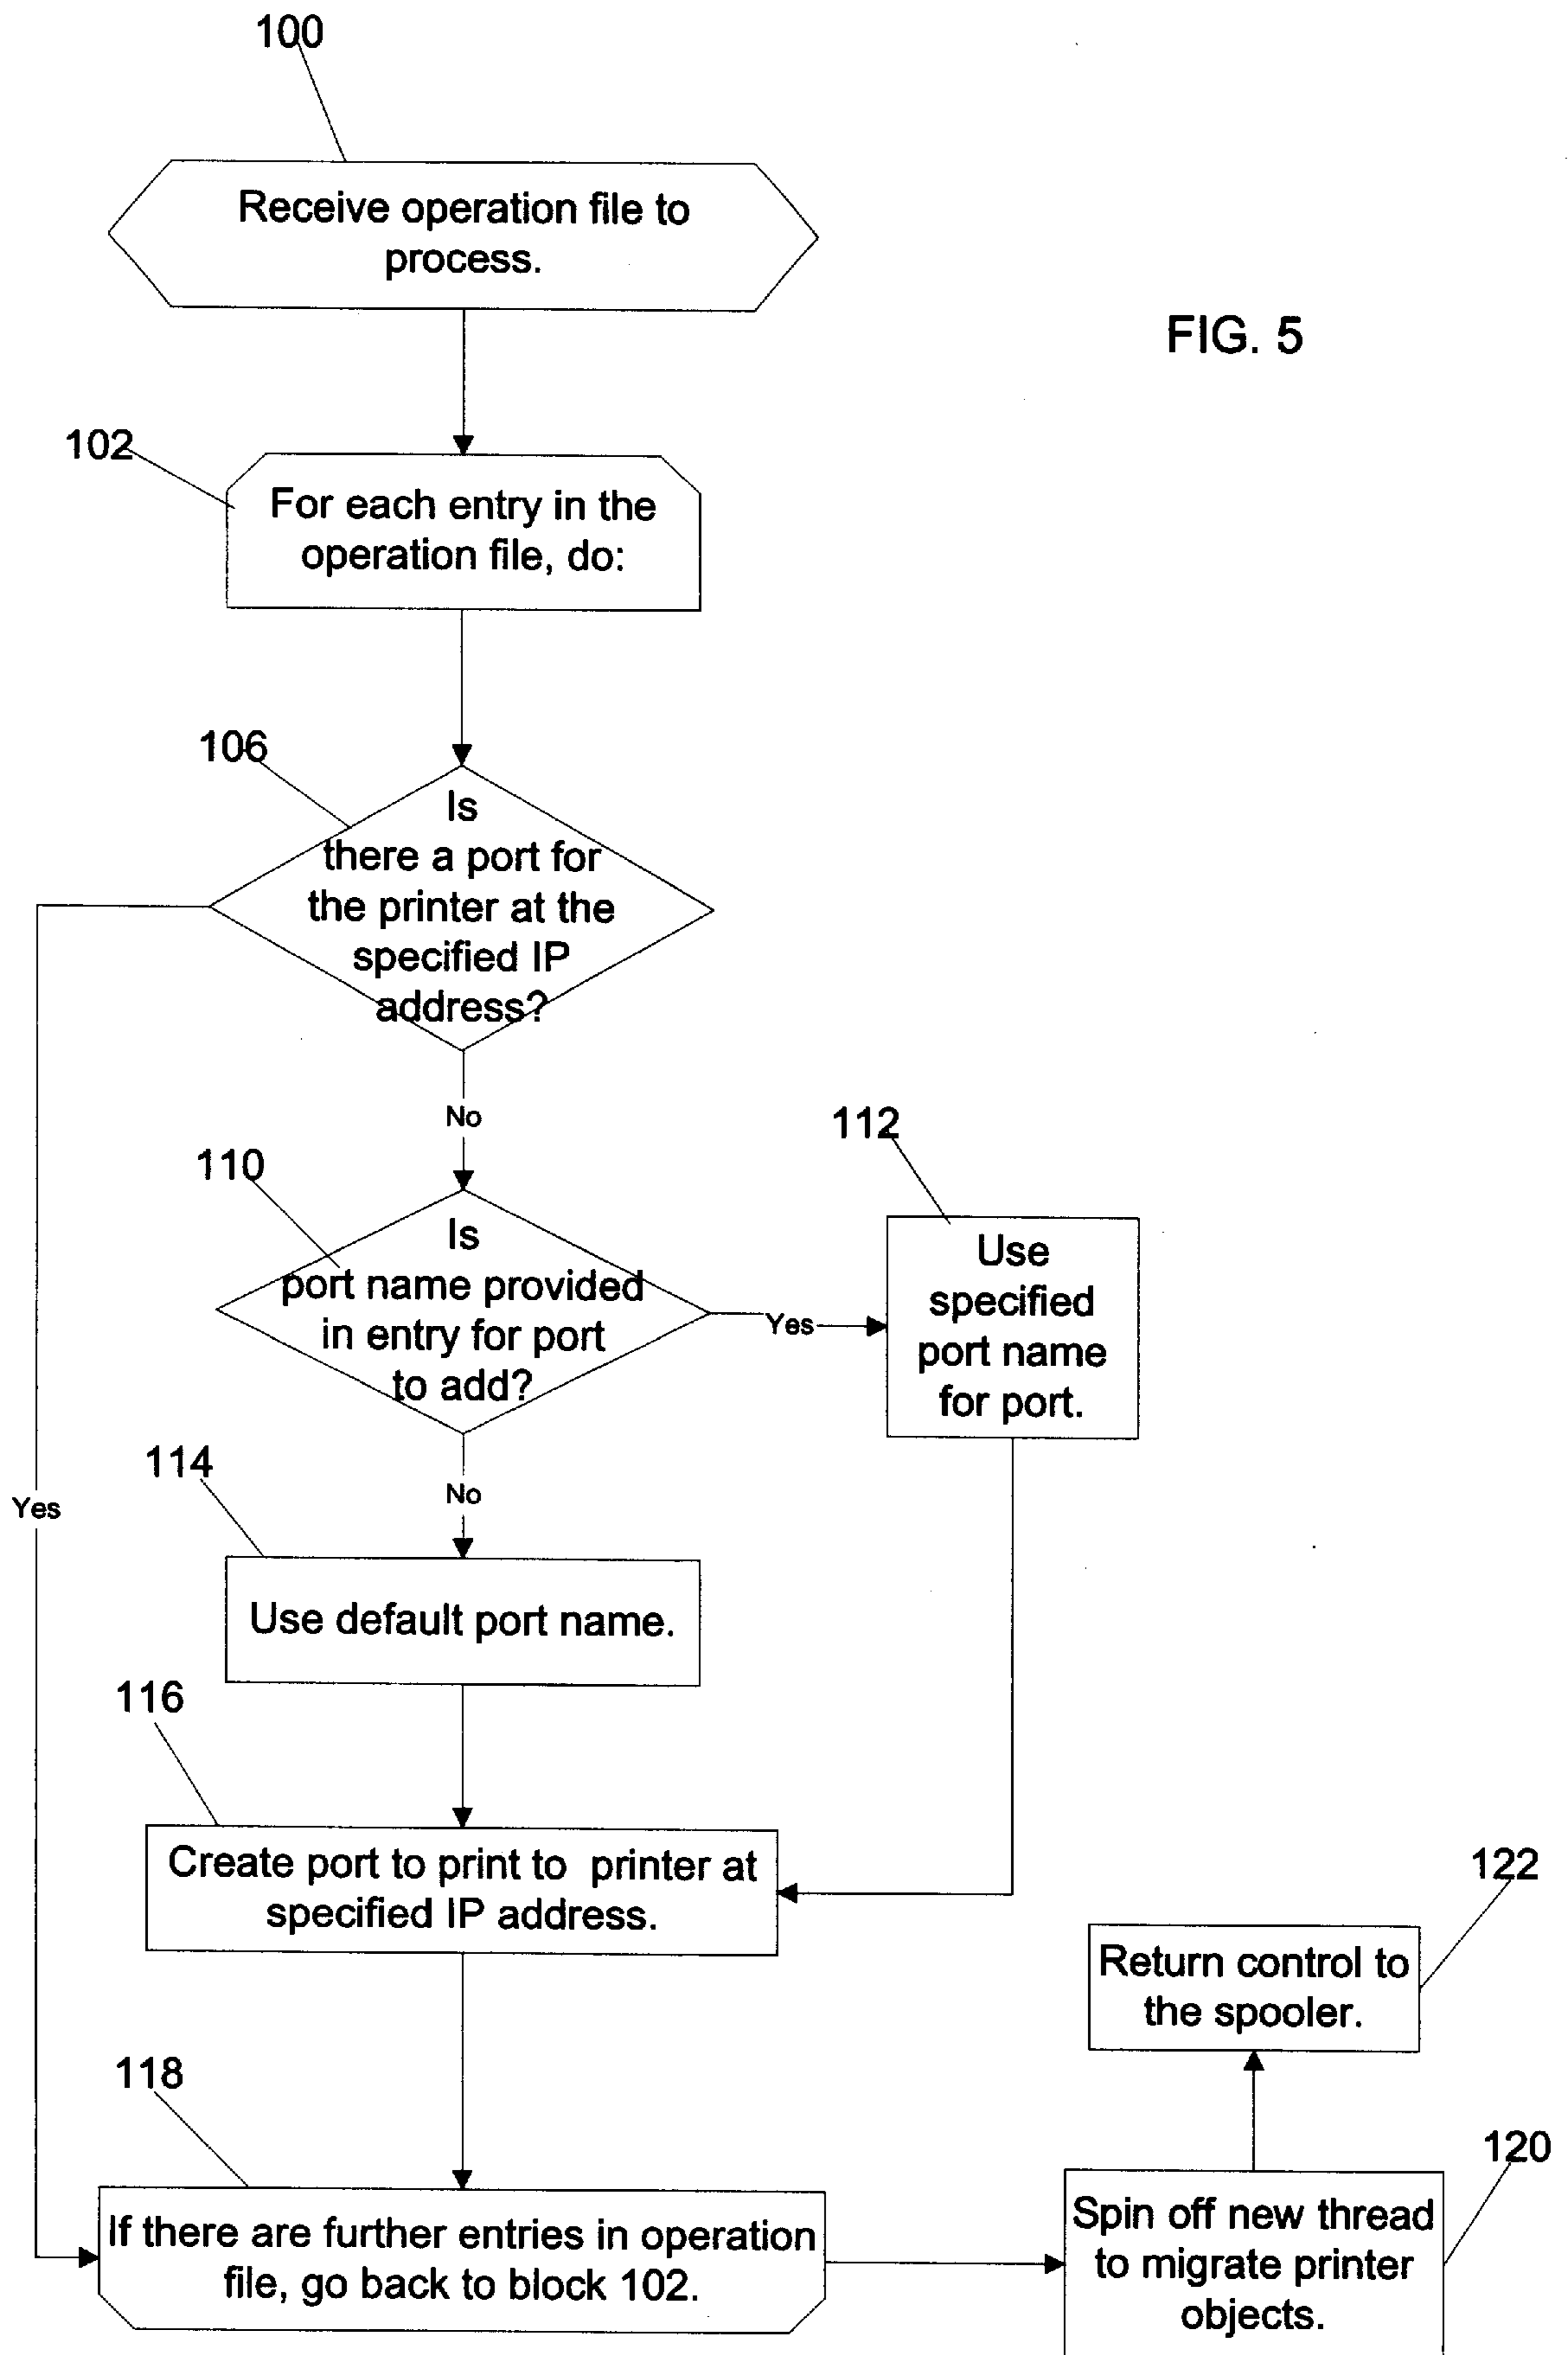 100
Receive operation file to
process.
FIG. 5
102
For each entry in the
operation file, do:
106
Is
there a port for
the printer at the
specified IP
address?
No
112
110
Is
port name provided
in entry for port
to add?
Yes
Use
specified
port name
for port.
114
No
Yes
Use default port name.
116
Create port to print to printer at
specified IP address.
122
Return control to
the spooler.
118
120
If there are further entries in operation
file, go back to block 102.
Spin off new thread
to migrate printer
objects.